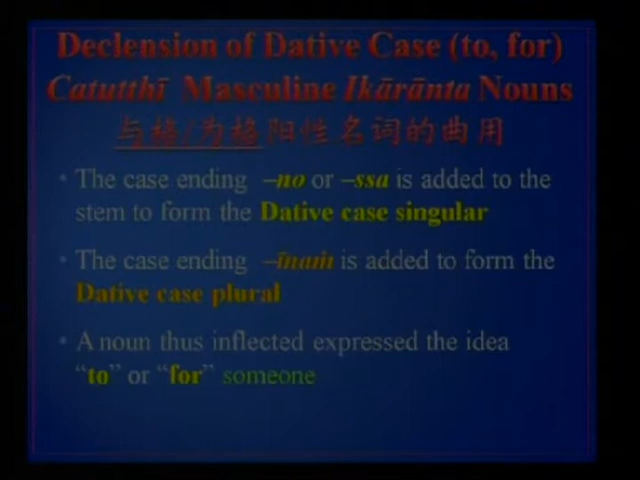 Declension of Dative Case (to, for)
Catutthī Masculine Ikārānta Nouns
与格/为格阳性名词的曲用
• The case ending –no or –ssa is added to the
stem to form the Dative case singular
• The case ending –īnaṁ is added to form the
Dative case plural
• A noun thus inflected expressed the idea
“to” or “for” someone